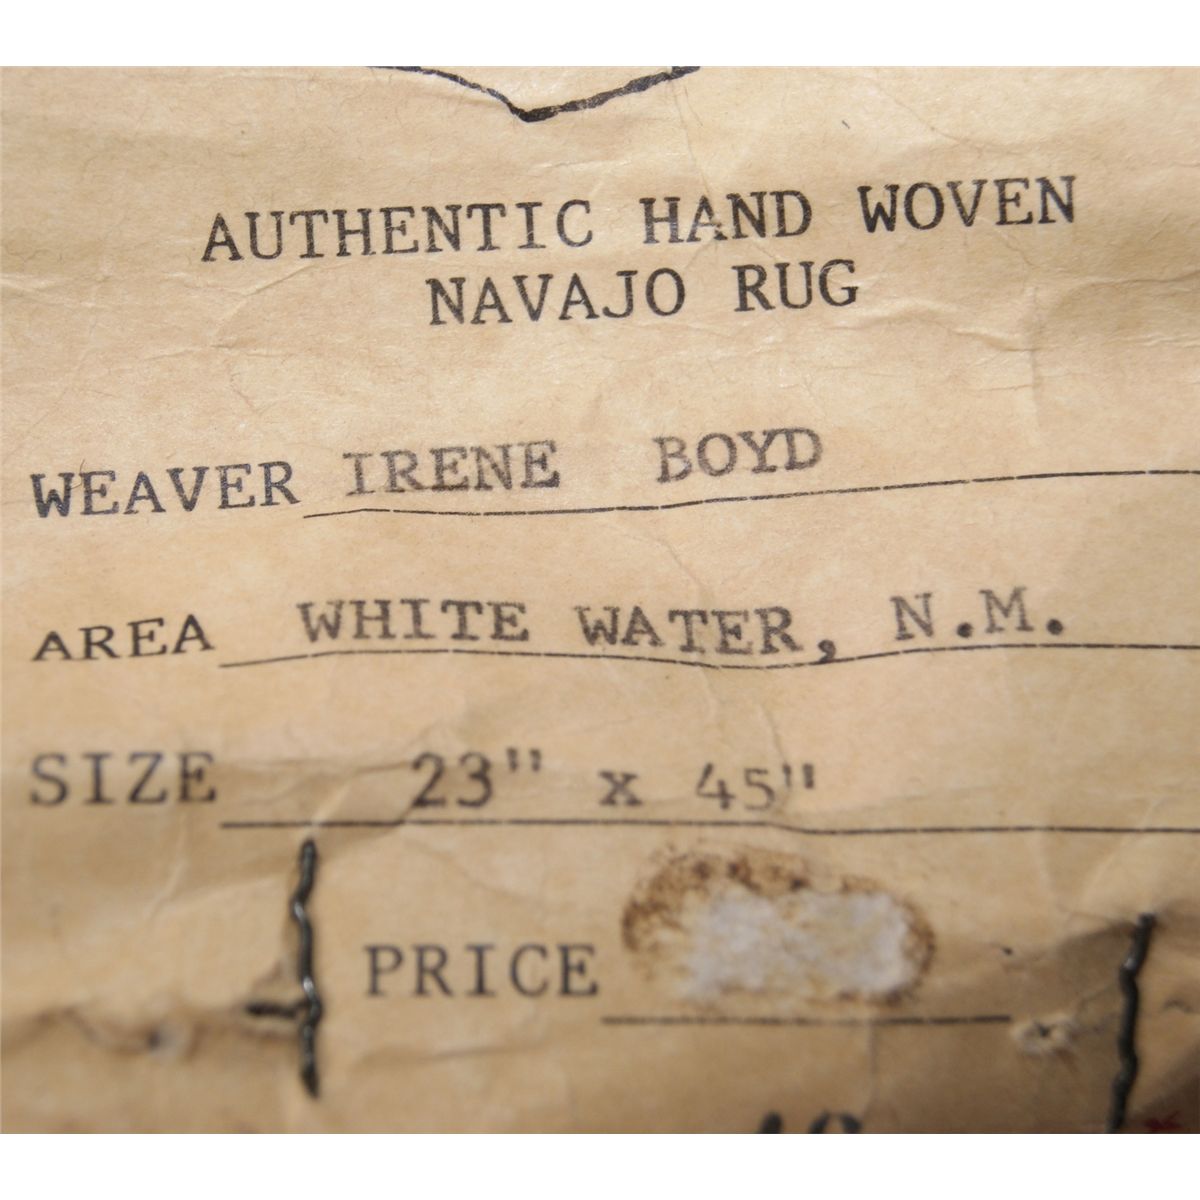 AUTHENTIC HAND WOVEN
NAVAJO RUG
WEAVER IRENE BOYD
AREA WHITE WATER, N.M.
SIZE 23" x 45"
PRICE